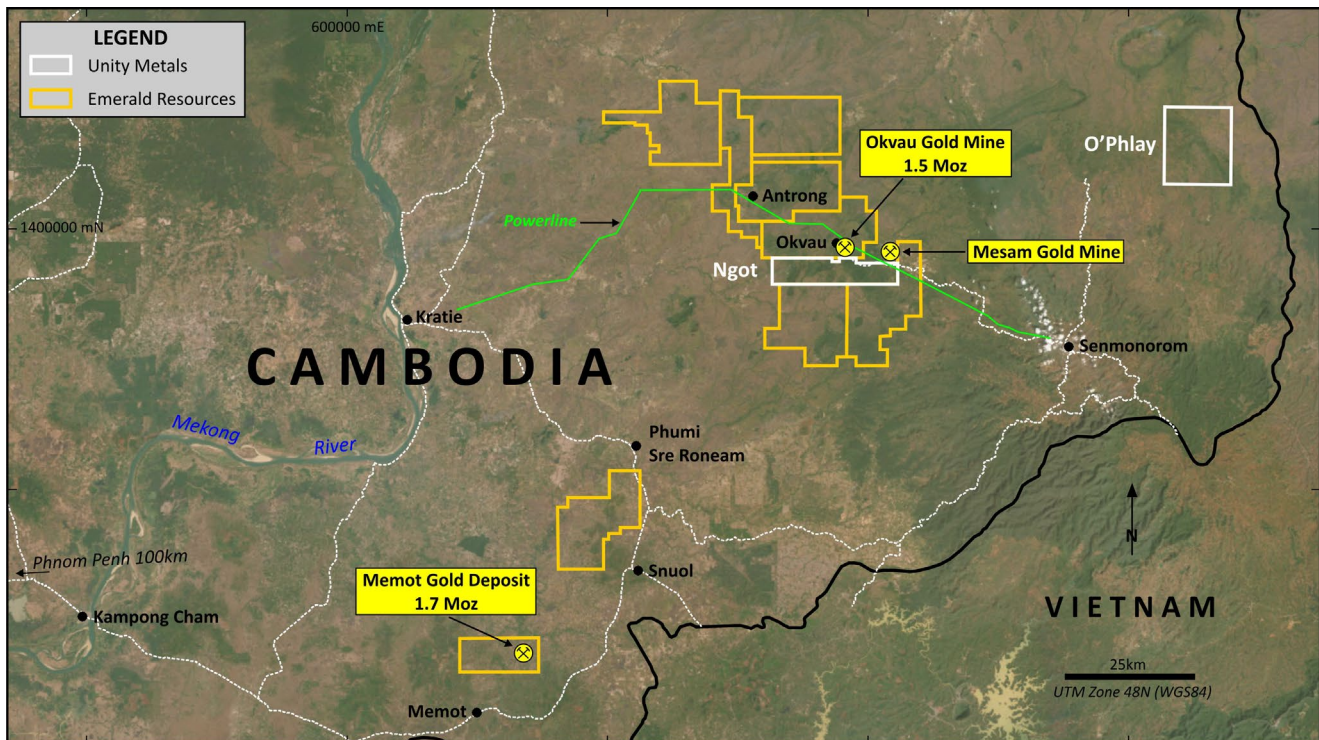 600000 mE
LEGEND
Unity Metals
Emerald Resources
Okvau Gold Mine
1.5 Moz
O'Phlay
Antrong
1400000 mN
Powerline
Okvau
Mesam Gold Mine
Ngot
Kratie
Senmonorom
CAMBODIA
Mekong
River
Phumi
Sre Roneam
N
Phnom Penh 100km
Memot Gold Deposit
1.7 Moz
Snuol
Kampong Cham
VIETNAM
25km
UTM Zone 48N (WGS84)
Memot